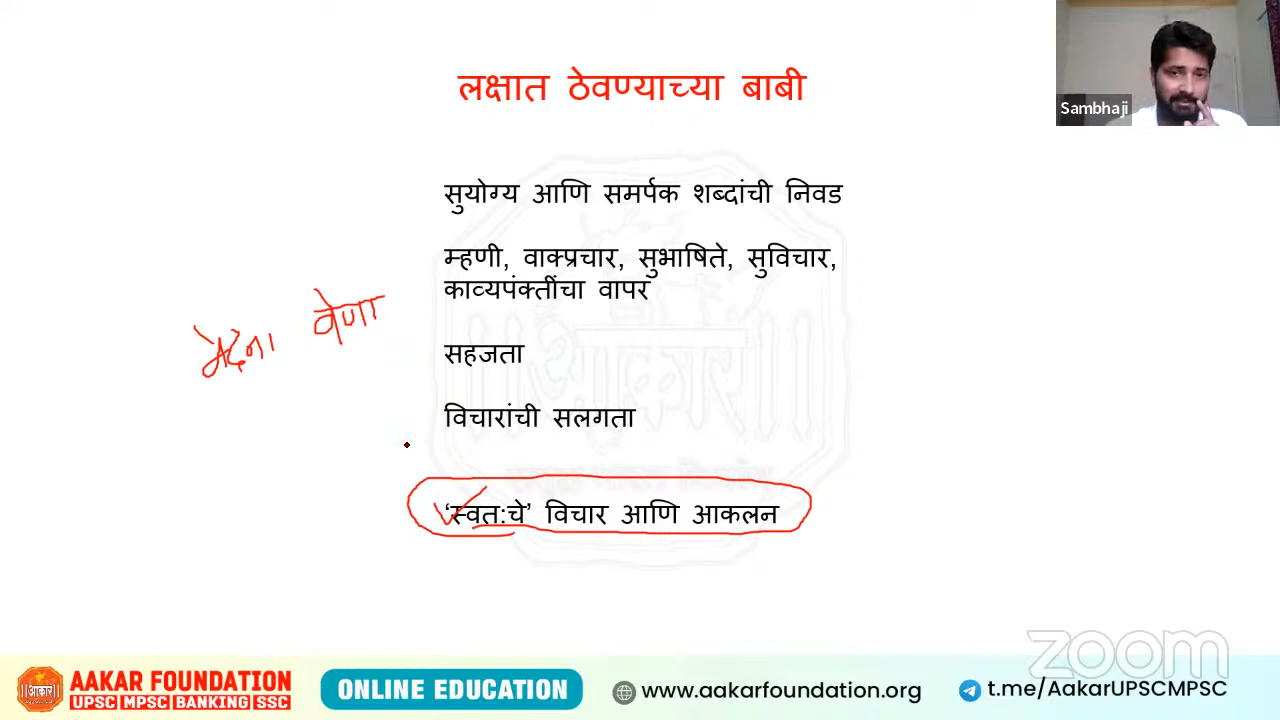 Sambhaji
लक्षात ठेवण्याच्या बाबी
सुयोग्य आणि समर्पक शब्दांची निवड
म्हणी, वाक्प्रचार, सुभाषिते, सुविचार,
काव्यपंक्तींचा वापर
वेणा
सहजता
विचारांची सलगता
‘स्वत:चे’ विचार आणि आकलन
zoom
आकार
AAKAR FOUNDATION
UPSC MPSC BANKING SSC
ONLINE EDUCATION
www.aakarfoundation.org
t.me/AakarUPSCMPSC